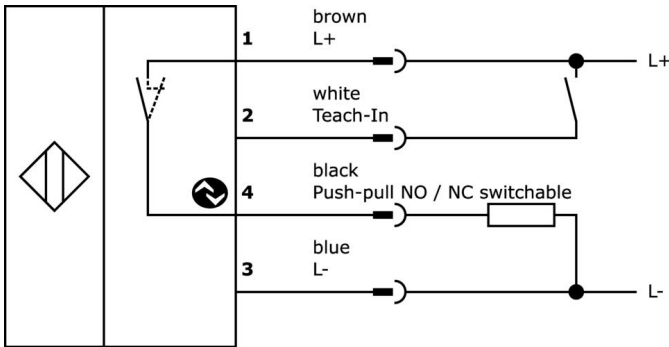 brown
1 L+
L+
white
2 Teach-In
black
4 Push-pull NO / NC switchable
blue
3 L-
L-